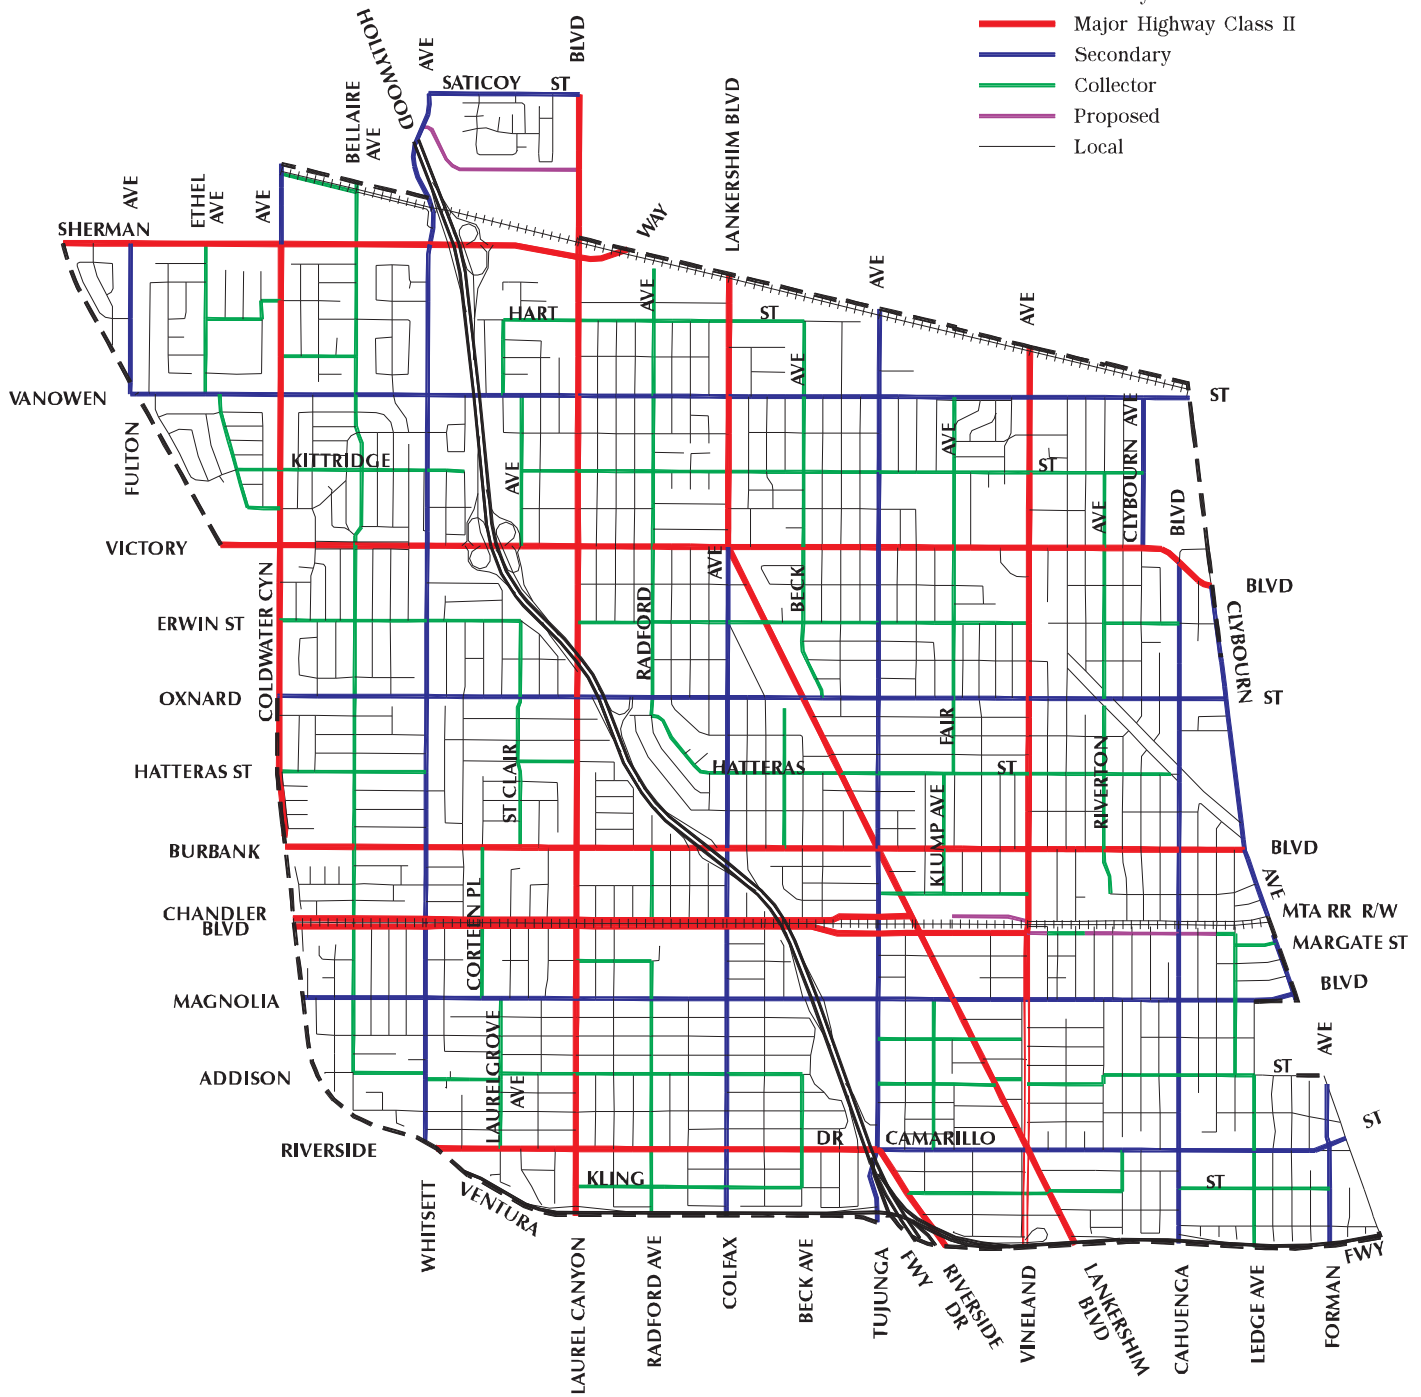 Major Highway Class II
Secondary
Collector
Proposed
Local
HOLLYWOOD
AVE
BLVD
SATICOY ST
BELLAIRE
AVE
LANKERSHIM BLVD
AVE
ETHEL
AVE
AVE
SHERMAN
WAY
AVE
AVE
AVE
HART ST
AVE
VANOWEN
ST
FULTON
AVE
CLYBOURN AVE
KITTRIDGE
AVE
ST
AVE
BLVD
VICTORY
BLVD
COLDWATER CYN
AVE
BECK
RADFORD
ERWIN ST
CLYBOURN
OXNARD
ST
FAIR
HATTERAS ST
ST CLAIR
HATTERAS
ST
RIVERTON
KLUMP AVE
BURBANK
BLVD
CORTEEN PL
AVE
CHANDLER
BLVD
MTA RR R/W
MARGATE ST
MAGNOLIA
BLVD
LAURELGROVE
AVE
AVE
ADDISON
ST
ST
RIVERSIDE
DR
CAMARILLO
KLING
ST
VENTURA
WHITSETT
FWY
LAUREL CANYON
RADFORD AVE
COLFAX
BECK AVE
TUJUNGA
FWY
RIVERSIDE
DR
VINELAND
LANKERSHIM
BLVD
CAHUENGA
LEDGE AVE
FORMAN